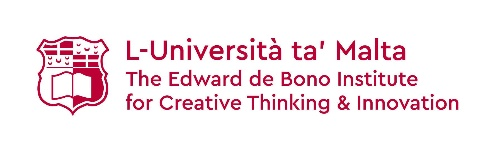 L-Università ta' Malta
The Edward de Bono Institute
for Creative Thinking & Innovation